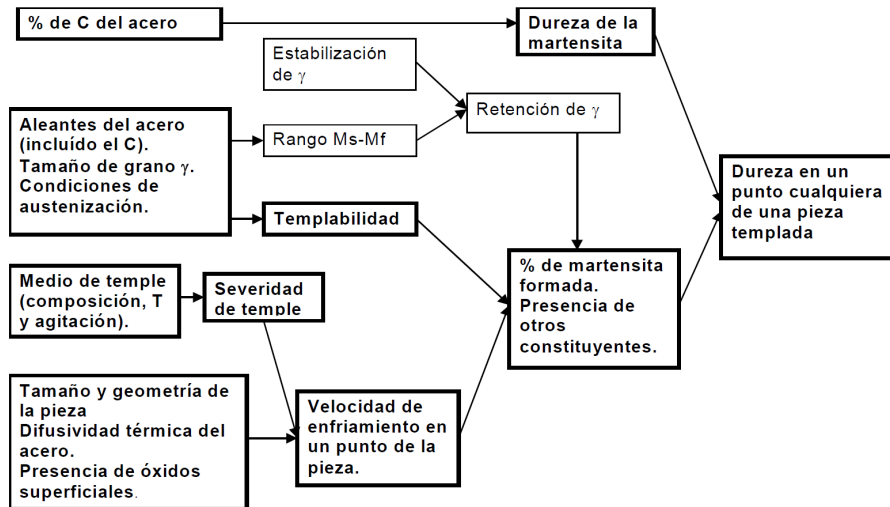 % de C del acero
Dureza de la
martensita
Estabilización
de γ
Retención de γ
Aleantes del acero
(incluído el C).
Tamaño de grano γ.
Condiciones de
austenización.
Rango Ms-Mf
Templabilidad
Dureza en un
punto cualquiera
de una pieza
templada
Medio de temple
(composición, T
y agitación).
Severidad
de temple
% de martensita
formada.
Presencia de
otros
constituyentes.
Tamaño y geometría de
la pieza
Difusividad térmica del
acero.
Presencia de óxidos
superficiales.
Velocidad de
enfriamiento en
un punto de la
pieza.